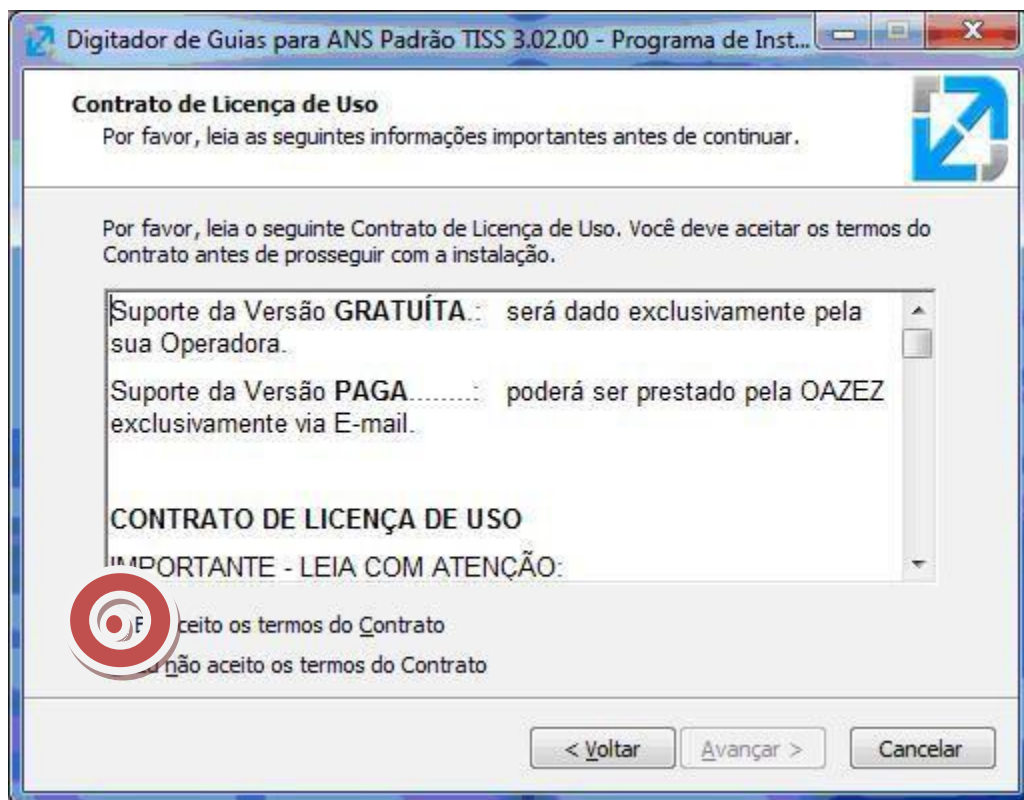 Digitador de Guias para ANS Padrão TISS 3.02.00 - Programa de Inst...
Contrato de Licença de Uso
Por favor, leia as seguintes informações importantes antes de continuar.
Por favor, leia o seguinte Contrato de Licença de Uso. Você deve aceitar os termos do
Contrato antes de prosseguir com a instalação.
Suporte da Versão GRATUÍTA.: será dado exclusivamente pela
sua Operadora.
Suporte da Versão PAGA........: poderá ser prestado pela OAZEZ
exclusivamente via E-mail.
CONTRATO DE LICENÇA DE USO
IMPORTANTE - LEIA COM ATENÇÃO:
os termos do Contrato
não aceito os termos do Contrato
< Voltar
Avançar >
Cancelar